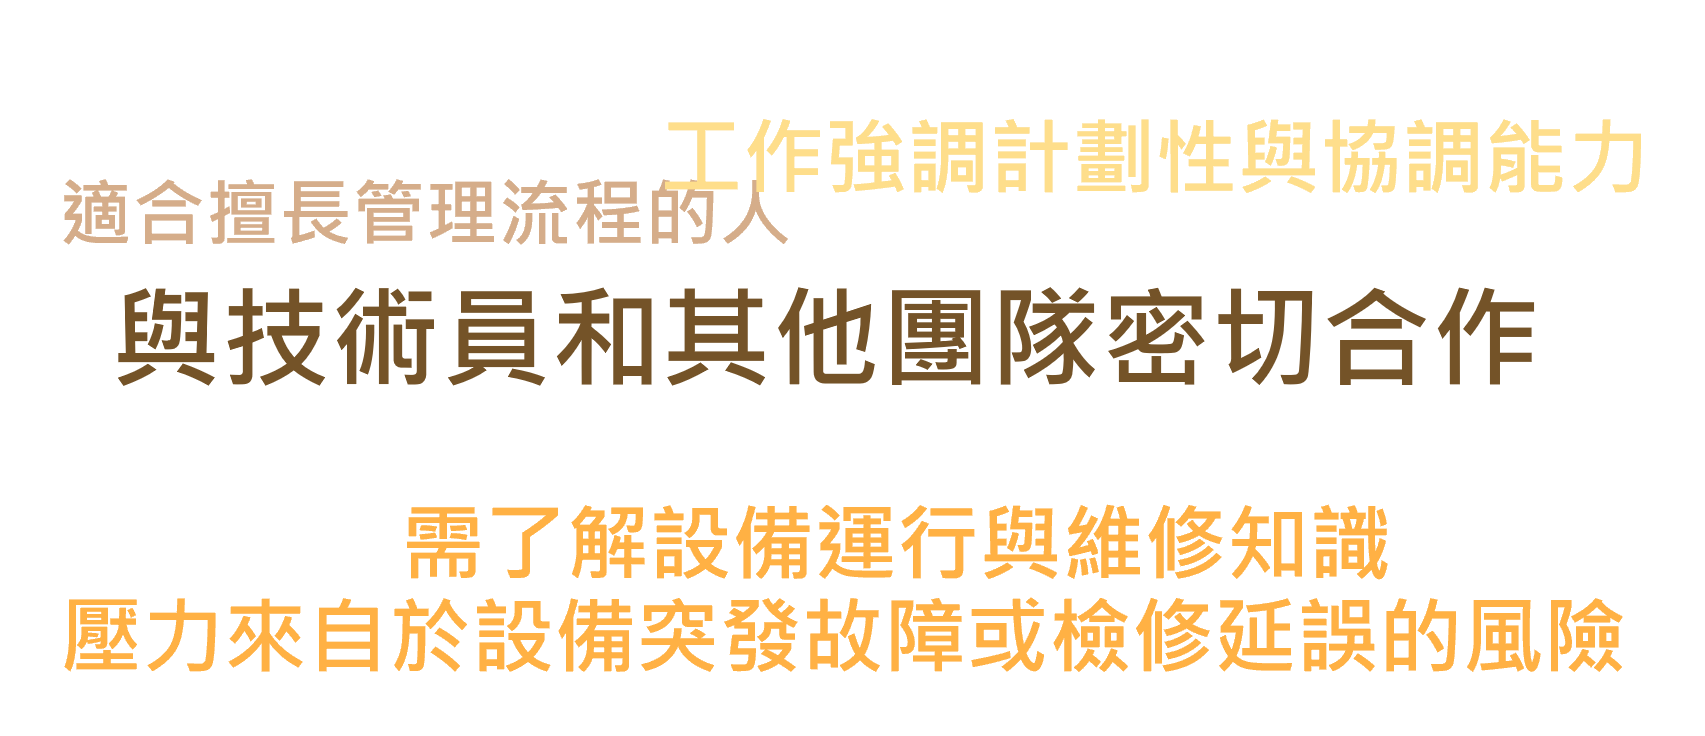 工作強調計劃性與協調能力
適合擅長管理流程的人
與技術員和其他團隊密切合作
需了解設備運行與維修知識
壓力來自於設備突發故障或檢修延誤的風險